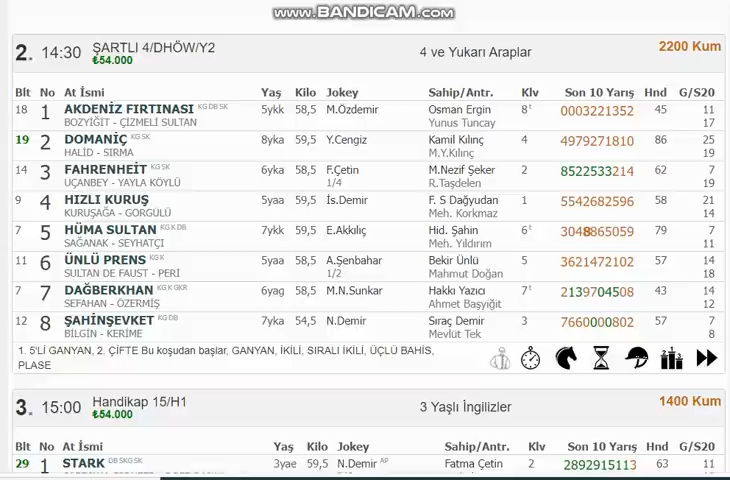 www.BANDICAM.com
2. 14:30 ŞARTLI 4/DHÖW/Y2 4 ve Yukarı Araplar 2200 Kum
₺54.000
Blt No At İsmi Yaş Kilo Jokey Sahip/Antr. Klv Son 10 Yarış Hnd G/S20
18 1 AKDENİZ FIRTINASI KG DB SK 5ykk 58,5 M.Özdemir Osman Ergin 8 t 0003221352 45 11
BOZYİĞİT - ÇİZMELİ SULTAN Yunus Tuncay 17
19 2 DOMANİÇ KG SK 8yka 59,5 Y.Cengiz Kamil Kılınç 4 4979271810 86 25
HALİD - SIRMA M.Y.Kılınç 19
14 3 FAHRENHEİT KG SK 6yka 58,5 F.Çetin M.Nezif Şeker 2 8522533214 62 7
UÇANBEY - YAYLA KÖYLÜ 1/4 R.Taşdelen 19
9 4 HIZLI KURUŞ 5yaa 59,5 İs.Demir F. S Dağyudan 1 5542682596 58 21
KURUŞAĞA - GÖRGÜLÜ Meh. Korkmaz 14
7 5 HÜMA SULTAN KG K DB 7ykk 59,5 E.Akkılıç Hid. Şahin 6 t 3048865059 79 7
SAĞANAK - SEYHATÇI Meh. Yıldırım 11
11 6 ÜNLÜ PRENS KG K 5yaa 58,5 A.Şenbahar Bekir Ünlü 5 3621472102 57 14
SULTAN DE FAUST - PERİ 1/2 Mahmut Doğan 18
7 7 DAĞBERKHAN KG K GKR 6yag 58,5 M.N.Sunkar Hakkı Yazıcı 7 t 2139704508 43 14
SEFAHAN - ÖZERMİŞ Ahmet Başyiğit 12
12 8 ŞAHİNŞEVKET KG DB 7yka 54,5 N.Demir Sıraç Demir 3 7660000802 57 7
BİLGİN - KERİME Mevlüt Tek 8
1. 5'Lİ GANYAN, 2. ÇİFTE Bu koşudan başlar, GANYAN, İKİLİ, SIRALI İKİLİ, ÜÇLÜ BAHİS,
PLASE
3. 15:00 Handikap 15/H1 3 Yaşlı İngilizler 1400 Kum
₺54.000
Blt No At İsmi Yaş Kilo Jokey Sahip/Antr. Klv Son 10 Yarış Hnd G/S20
29 1 STARK DB SKG SK 3yae 59,5 N.Demir AP Fatma Çetin 2 2892915113 63 11